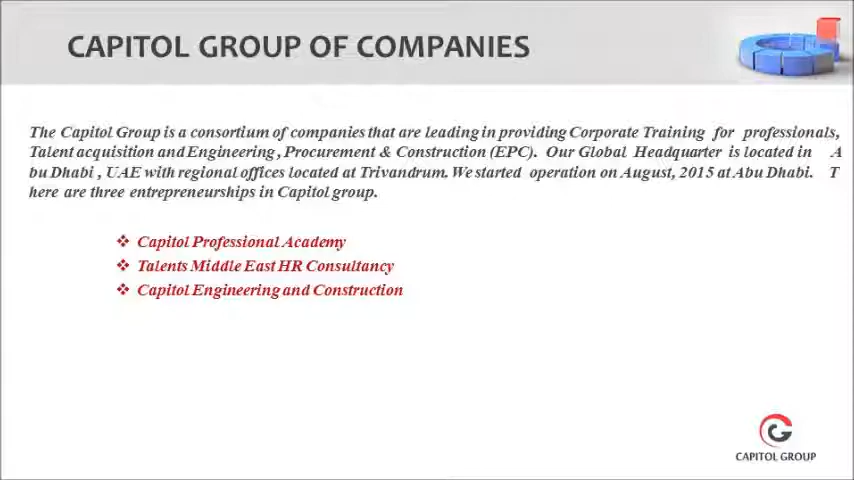 CAPITOL GROUP OF COMPANIES
The Capitol Group is a consortium of companies that are leading in providing Corporate Training for professionals,
Talent acquisition and Engineering , Procurement & Construction (EPC). Our Global Headquarter is located in A
bu Dhabi , UAE with regional offices located at Trivandrum. We started operation on August, 2015 at Abu Dhabi. T
here are three entrepreneurships in Capitol group.
❖ Capitol Professional Academy
❖ Talents Middle East HR Consultancy
❖ Capitol Engineering and Construction
CAPITOL GROUP